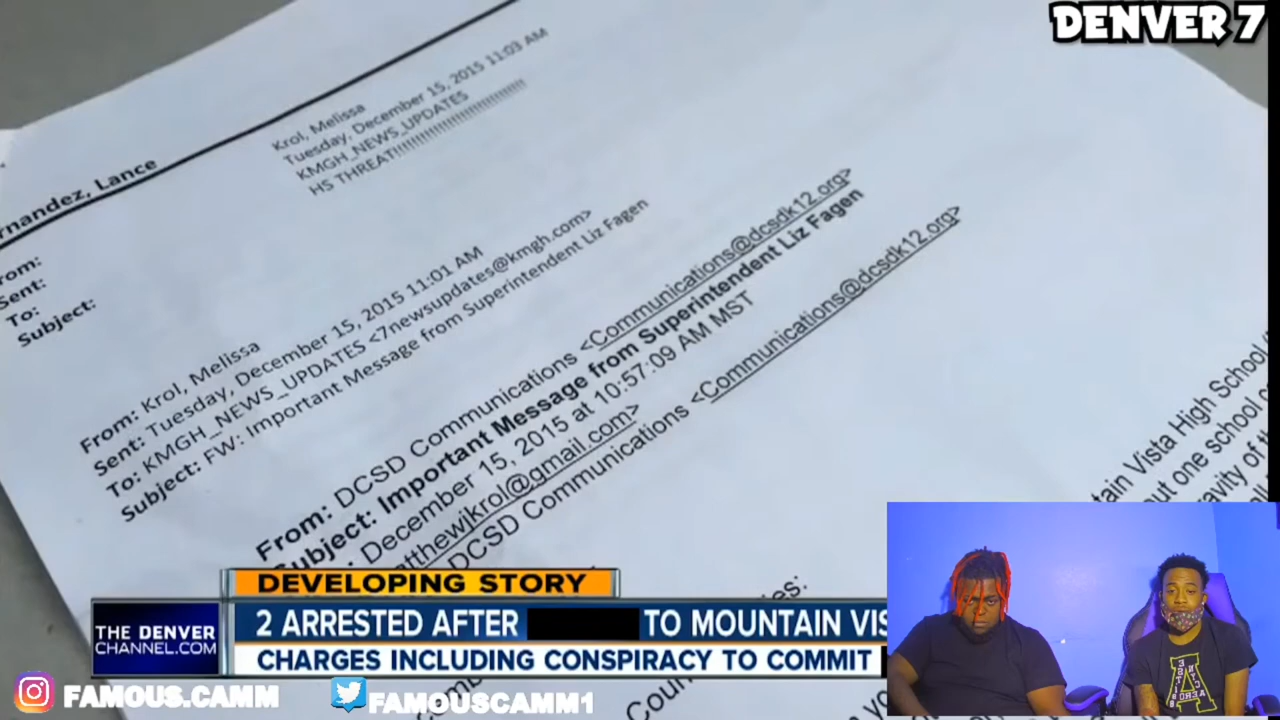 DENVER 7
rnandez, Lance
Krol, Melissa
Tuesday, December 15, 2015 11:03 AM
KMGH_NEWS_UPDATES
HS THREAT!!!!!!!!!!!!!!!!!!!!!!!!!!!!!!
rom:
Sent:
To:
Subject:
From: Krol, Melissa
Sent: Tuesday, December 15, 2015 11:01 AM
To: KMGH_NEWS_UPDATES <7newsupdates@kmgh.com>
Subject: FW: Important Message from Superintendent Liz Fagen
From: DCSD Communications <Communications@dcsdk12.org>
Subject: Important Message from Superintendent Liz Fagen
December 15, 2015 at 10:57:09 AM MST
atthewjkrol@gmail.com>
DCSD Communications <Communications@dcsdk12.org>
tain Vista High School
ut one school
ravity of
ies:
DEVELOPING STORY
2 ARRESTED AFTER TO MOUNTAIN VIS
CHARGES INCLUDING CONSPIRACY TO COMMIT
THE DENVER
CHANNEL.COM
FAMOUS.CAMM
FAMOUSCAMM1